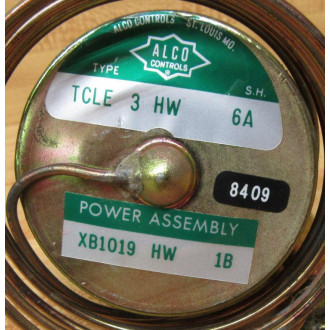 ALCO CONTROLS ST. LOUIS MO.
ALCO
CONTROLS
TYPE S.H.
TCLE 3 HW 6A
8409
POWER ASSEMBLY
XB1019 HW 1B